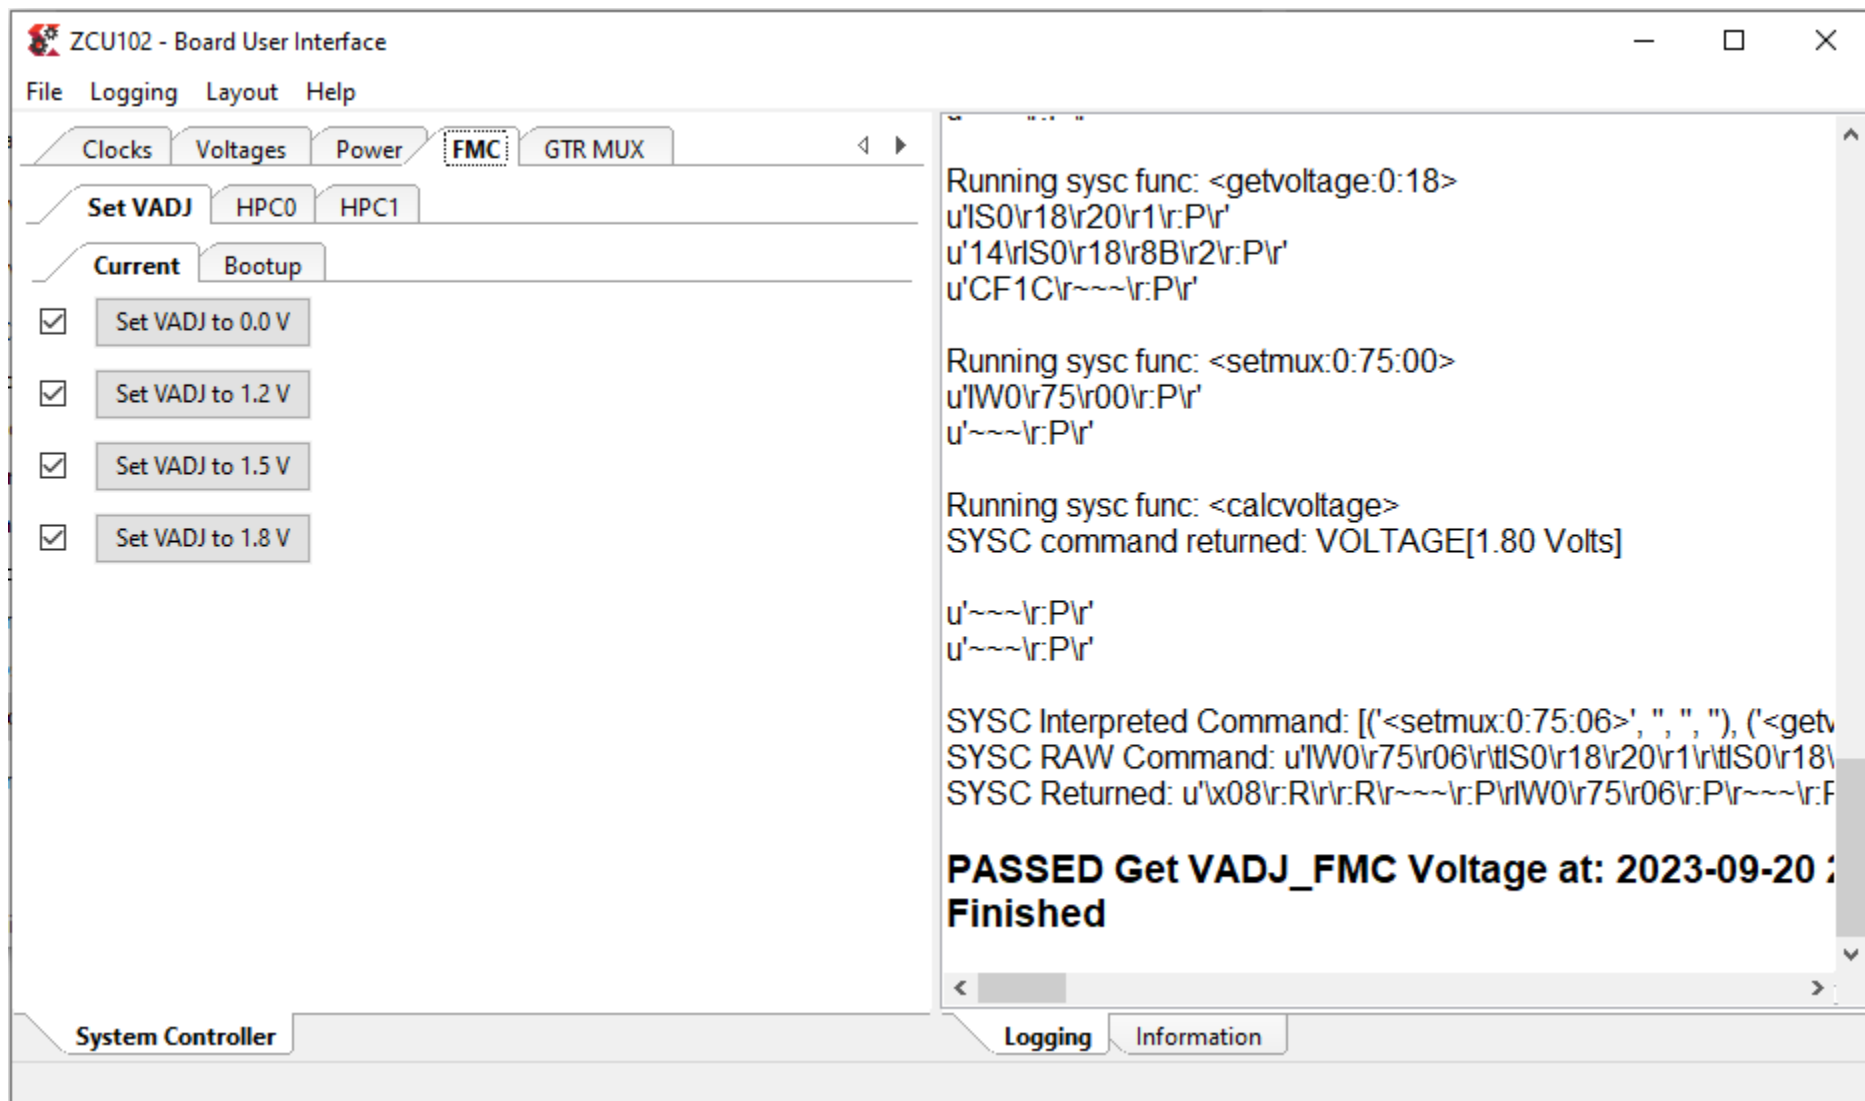 ZCU102 - Board User Interface
File Logging Layout Help
Clocks Voltages Power FMC GTR MUX
Set VADJ HPC0 HPC1
Current Bootup
Set VADJ to 0.0 V
Set VADJ to 1.2 V
Set VADJ to 1.5 V
Set VADJ to 1.8 V
System Controller
Running sysc func: <getvoltage:0:18>
u'IS0\r18\r20\r1\r:P\r'
u'14\rIS0\r18\r8B\r2\r:P\r'
u'CF1C\r~~~\r:P\r'
Running sysc func: <setmux:0:75:00>
u'IW0\r75\r00\r:P\r'
u'~~~\r:P\r'
Running sysc func: <calcvoltage>
SYSC command returned: VOLTAGE[1.80 Volts]
u'~~~\r:P\r'
u'~~~\r:P\r'
SYSC Interpreted Command: [('<setmux:0:75:06>', '', '', ''), ('<getv
SYSC RAW Command: u'IW0\r75\r06\r\tIS0\r18\r20\r1\r\tIS0\r18\
SYSC Returned: u'\x08\r:R\r\r:R\r~~~\r:P\rIW0\r75\r06\r:P\r~~~\r:P
PASSED Get VADJ_FMC Voltage at: 2023-09-20
Finished
Logging Information